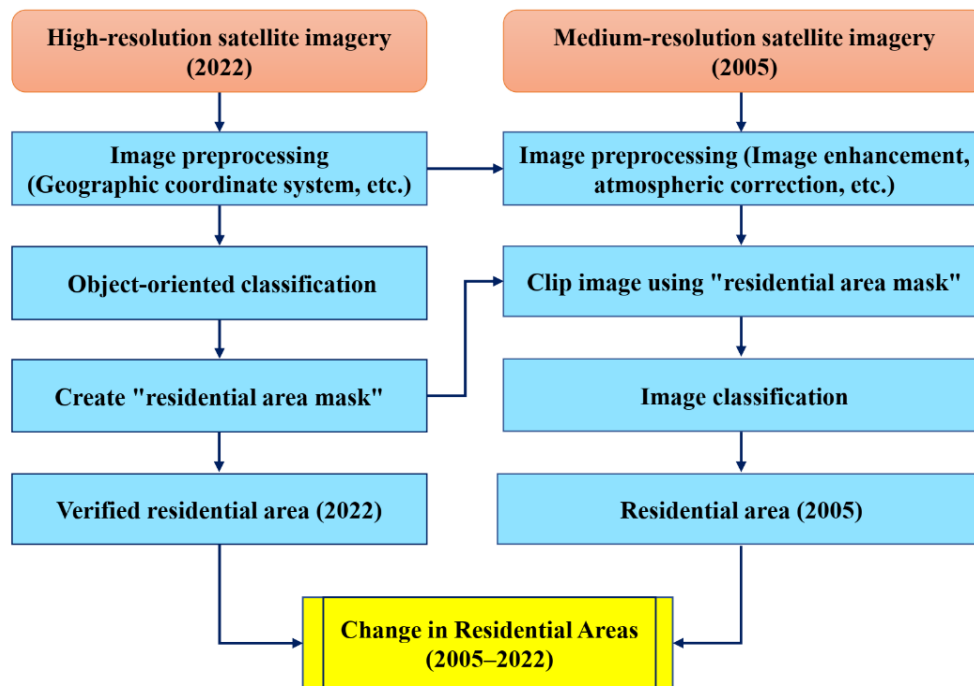 High-resolution satellite imagery
(2022)
Medium-resolution satellite imagery
(2005)
Image preprocessing
(Geographic coordinate system, etc.)
Image preprocessing (Image enhancement,
atmospheric correction, etc.)
Object-oriented classification
Clip image using "residential area mask"
Create "residential area mask"
Image classification
Verified residential area (2022)
Residential area (2005)
Change in Residential Areas
(2005–2022)